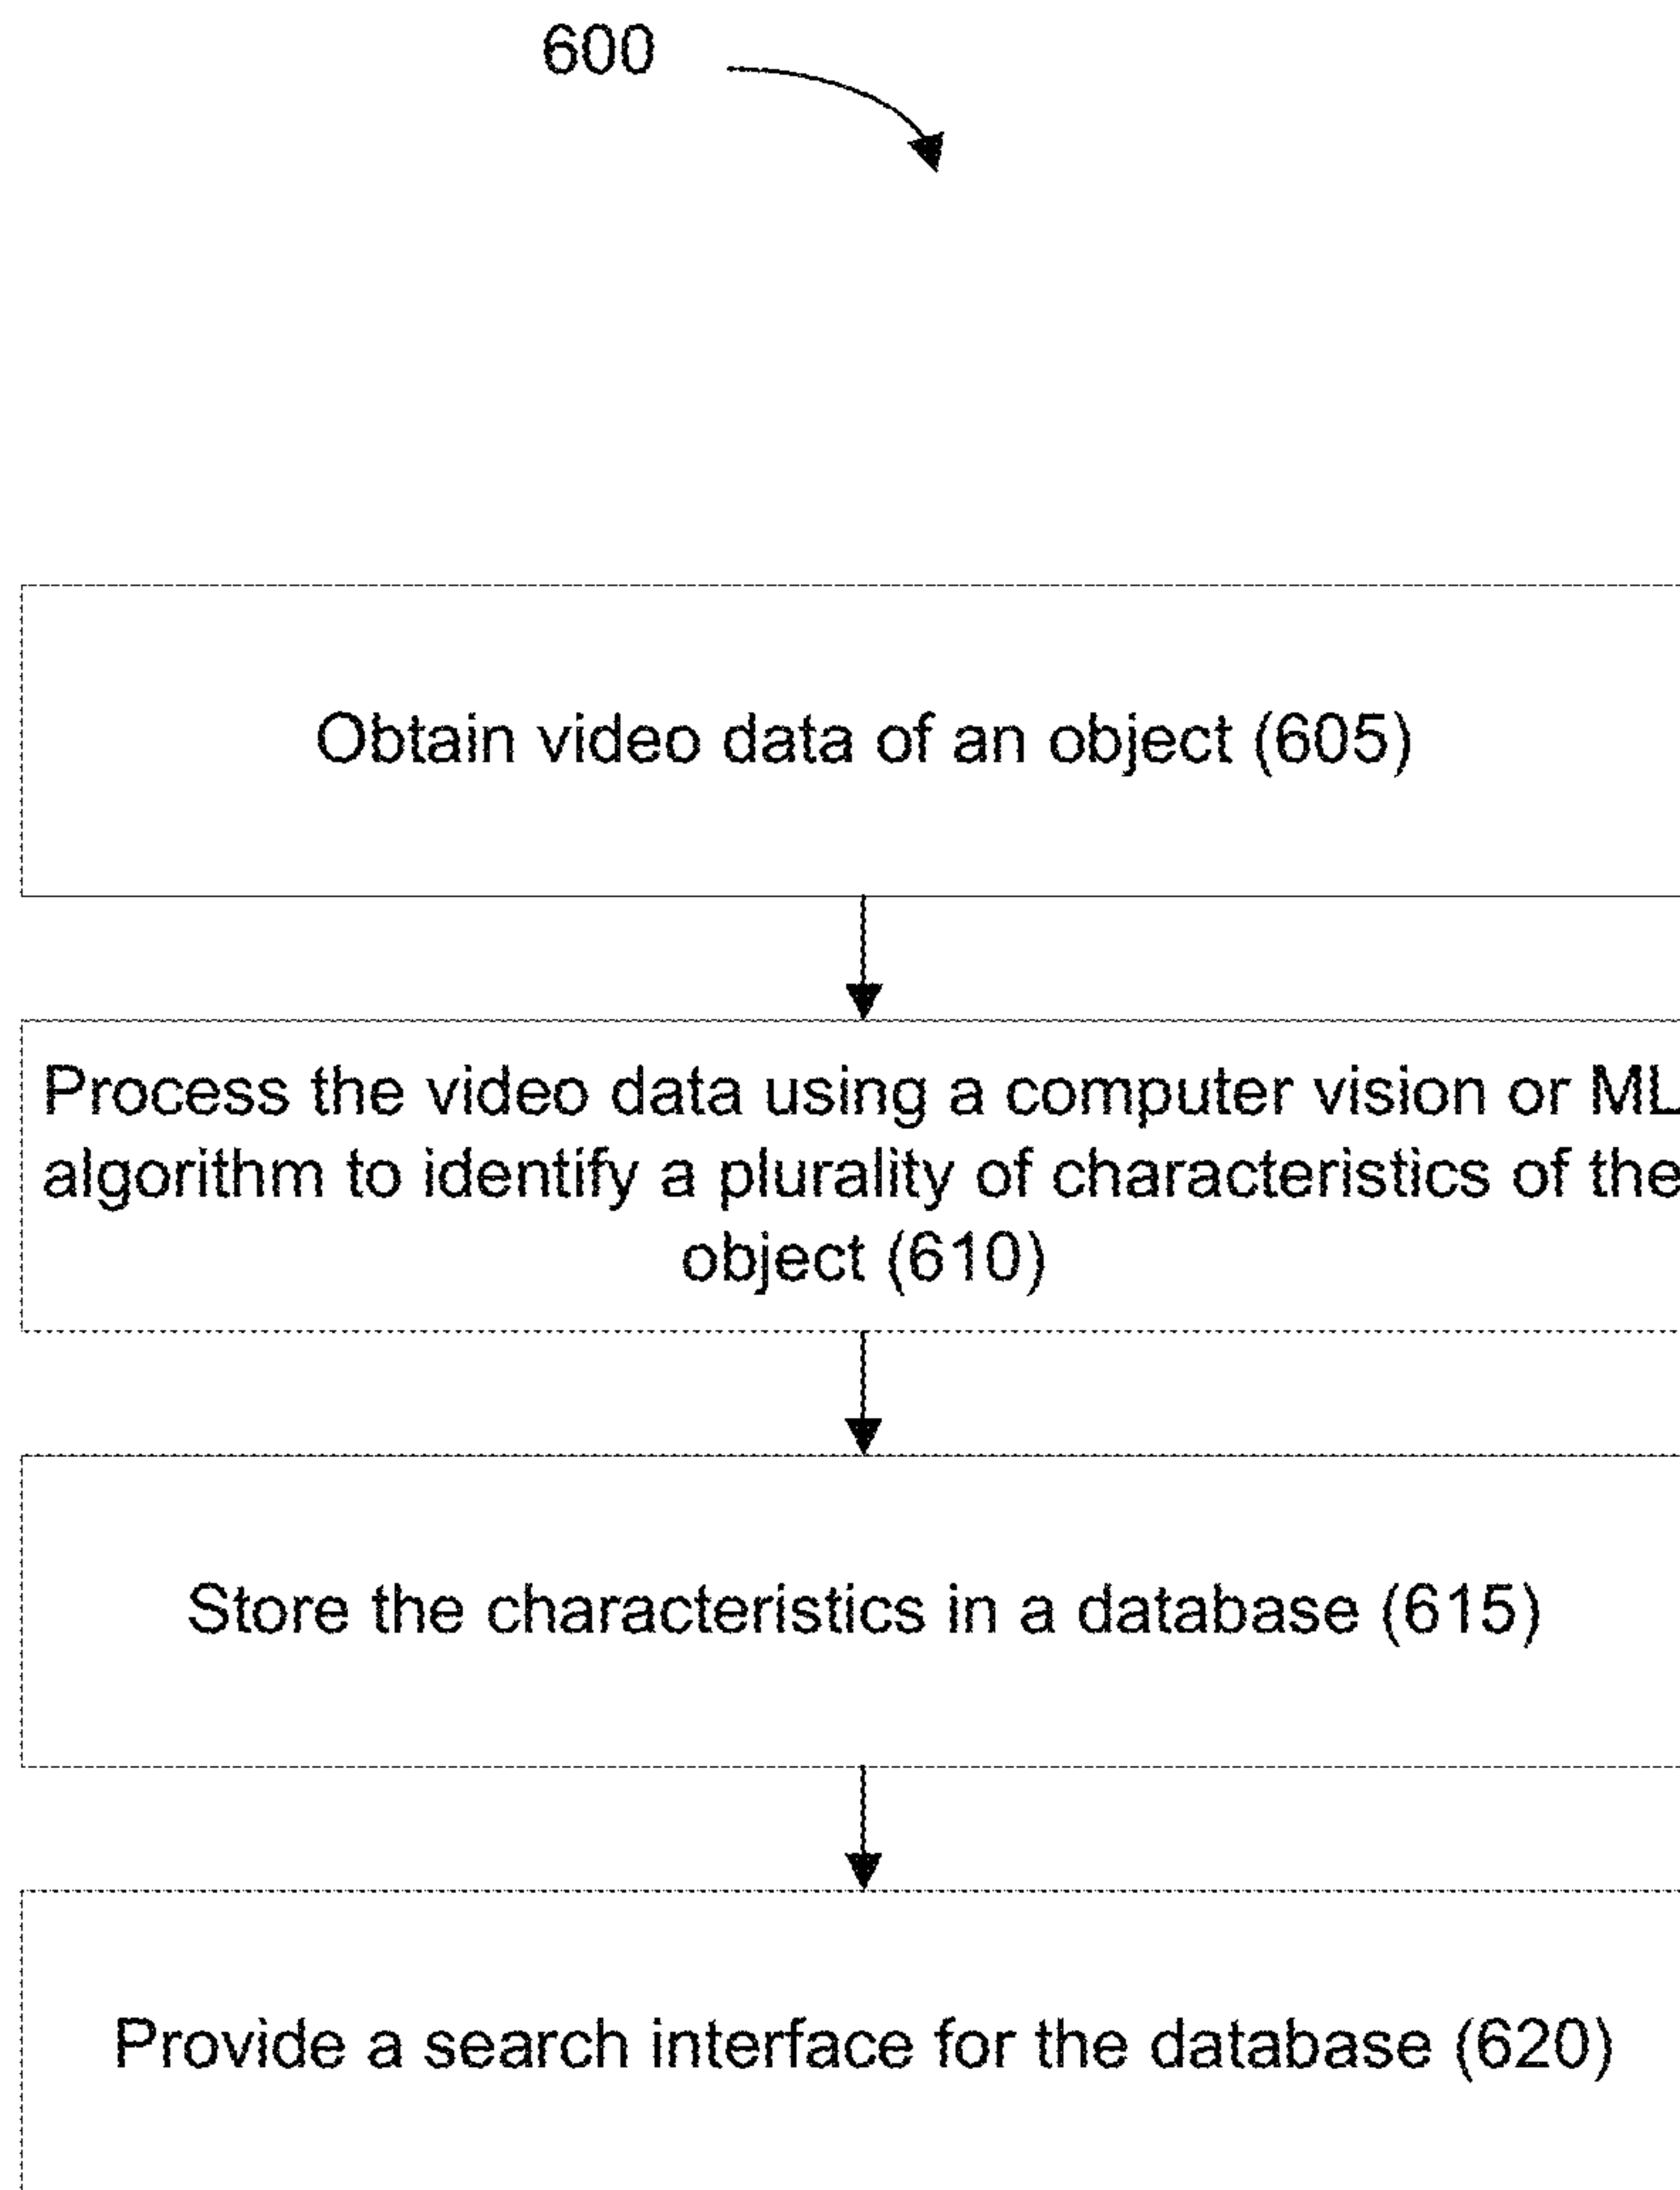 600
Obtain video data of an object (605)
Process the video data using a computer vision or ML
algorithm to identify a plurality of characteristics of the
object (610)
Store the characteristics in a database (615)
Provide a search interface for the database (620)